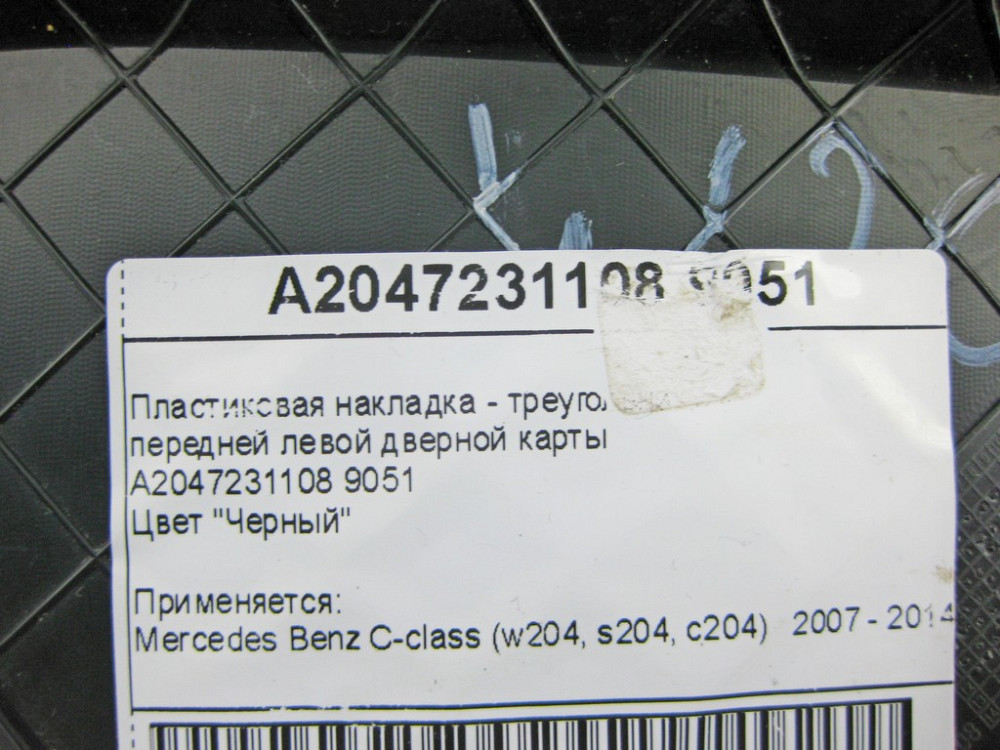 A2047231108 9051
Пластиковая накладка -
передней левой дверной карты
A2047231108 9051
Цвет "Черный"
Применяется:
Mercedes Benz C-class (w204, s204, c204) 2007 - 2014